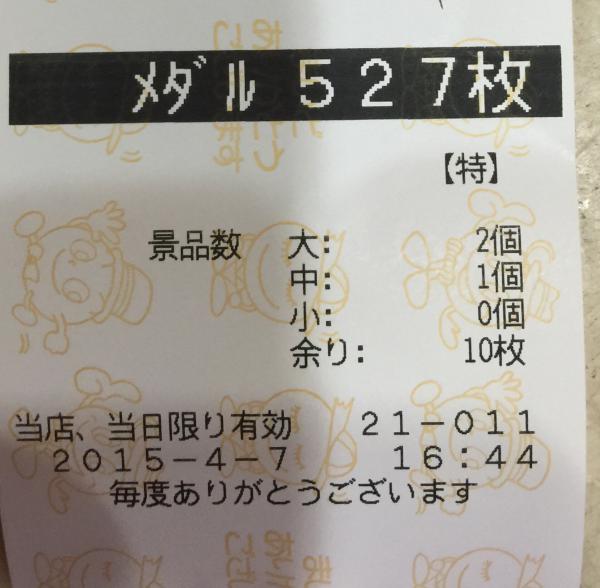 メダル 527枚
【特】
景品数 大: 2個
中: 1個
小: 0個
余り: 10枚
当店、当日限り有効 21-011
2015-4-7 16:44
毎度ありがとうございます